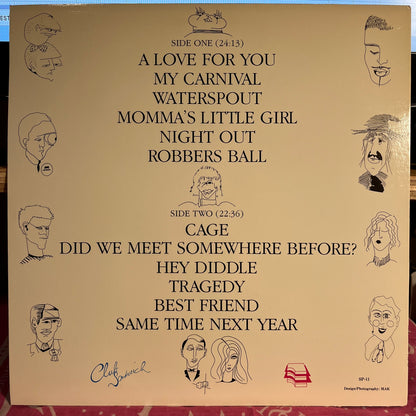 SIDE ONE (24:13)
A LOVE FOR YOU
MY CARNIVAL
WATERSPOUT
MOMMA'S LITTLE GIRL
NIGHT OUT
ROBBERS BALL
SIDE TWO (22:36)
CAGE
DID WE MEET SOMEWHERE BEFORE?
HEY DIDDLE
TRAGEDY
BEST FRIEND
SAME TIME NEXT YEAR
SP-11
Design/Photography: MAK